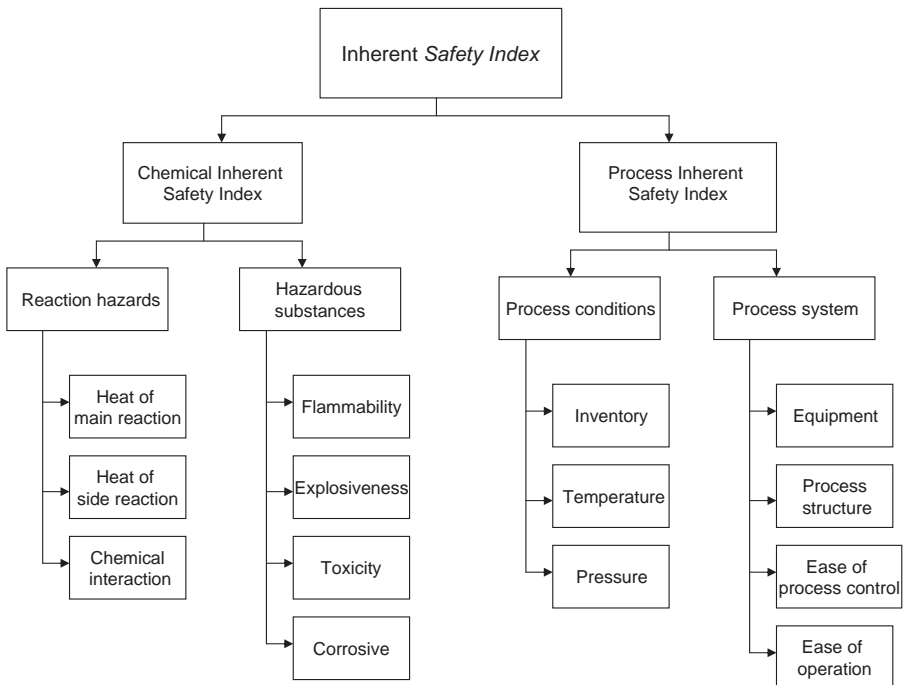 Inherent Safety Index
Chemical Inherent
Safety Index
Process Inherent
Safety Index
Reaction hazards
Hazardous
substances
Process conditions
Process system
Heat of
main reaction
Heat of
side reaction
Chemical
interaction
Flammability
Explosiveness
Toxicity
Corrosive
Inventory
Temperature
Pressure
Equipment
Process
structure
Ease of
process control
Ease of
operation